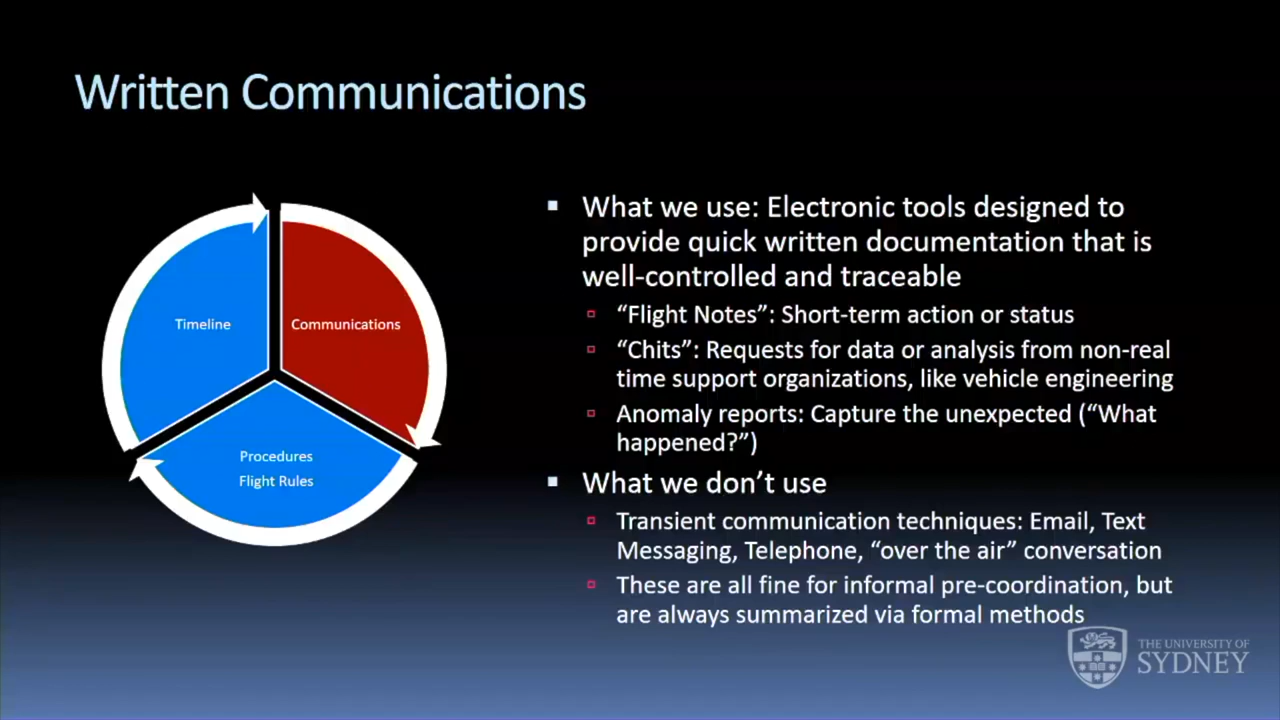 Written Communications
Timeline
Communications
Procedures
Flight Rules
What we use: Electronic tools designed to
provide quick written documentation that is
well-controlled and traceable
“Flight Notes”: Short-term action or status
“Chits”: Requests for data or analysis from non-real
time support organizations, like vehicle engineering
Anomaly reports: Capture the unexpected (“What
happened?”)
What we don’t use
Transient communication techniques: Email, Text
Messaging, Telephone, “over the air” conversation
These are all fine for informal pre-coordination, but
are always summarized via formal methods
THE UNIVERSITY OF
SYDNEY